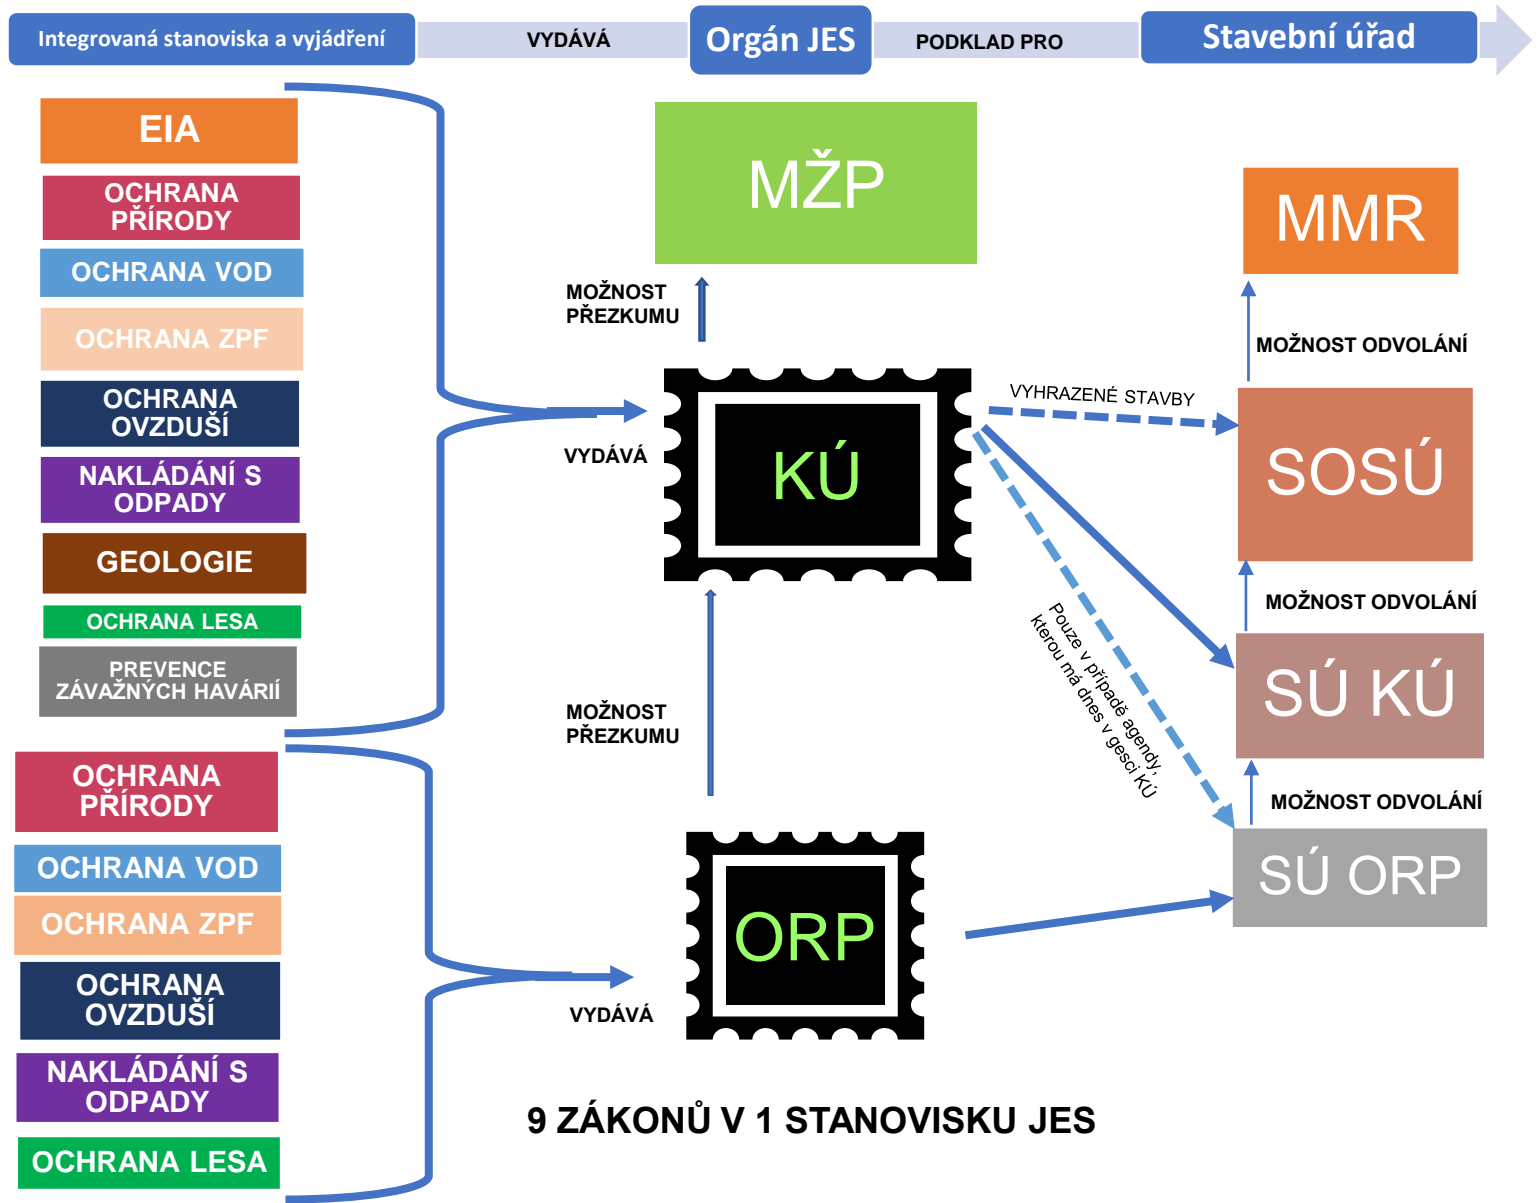 Integrovaná stanoviska a vyjádření
VYDÁVÁ
Orgán JES
PODKLAD PRO
Stavební úřad
EIA
OCHRANA
PŘÍRODY
OCHRANA VOD
OCHRANA ZPF
OCHRANA
OVZDUŠÍ
NAKLÁDÁNÍ S
ODPADY
GEOLOGIE
OCHRANA LESA
PREVENCE
ZÁVAŽNÝCH HAVÁRIÍ
OCHRANA
PŘÍRODY
OCHRANA VOD
OCHRANA ZPF
OCHRANA
OVZDUŠÍ
NAKLÁDÁNÍ S
ODPADY
OCHRANA LESA
MŽP
MOŽNOST
PŘEZKUMU
VYDÁVÁ
KÚ
MOŽNOST
PŘEZKUMU
VYDÁVÁ
ORP
VYHRAZENÉ STAVBY
Pouze v případě agendy,
kterou má dnes v gesci KÚ
MMR
MOŽNOST ODVOLÁNÍ
SOSÚ
MOŽNOST ODVOLÁNÍ
SÚ KÚ
MOŽNOST ODVOLÁNÍ
SÚ ORP
9 ZÁKONŮ V 1 STANOVISKU JES